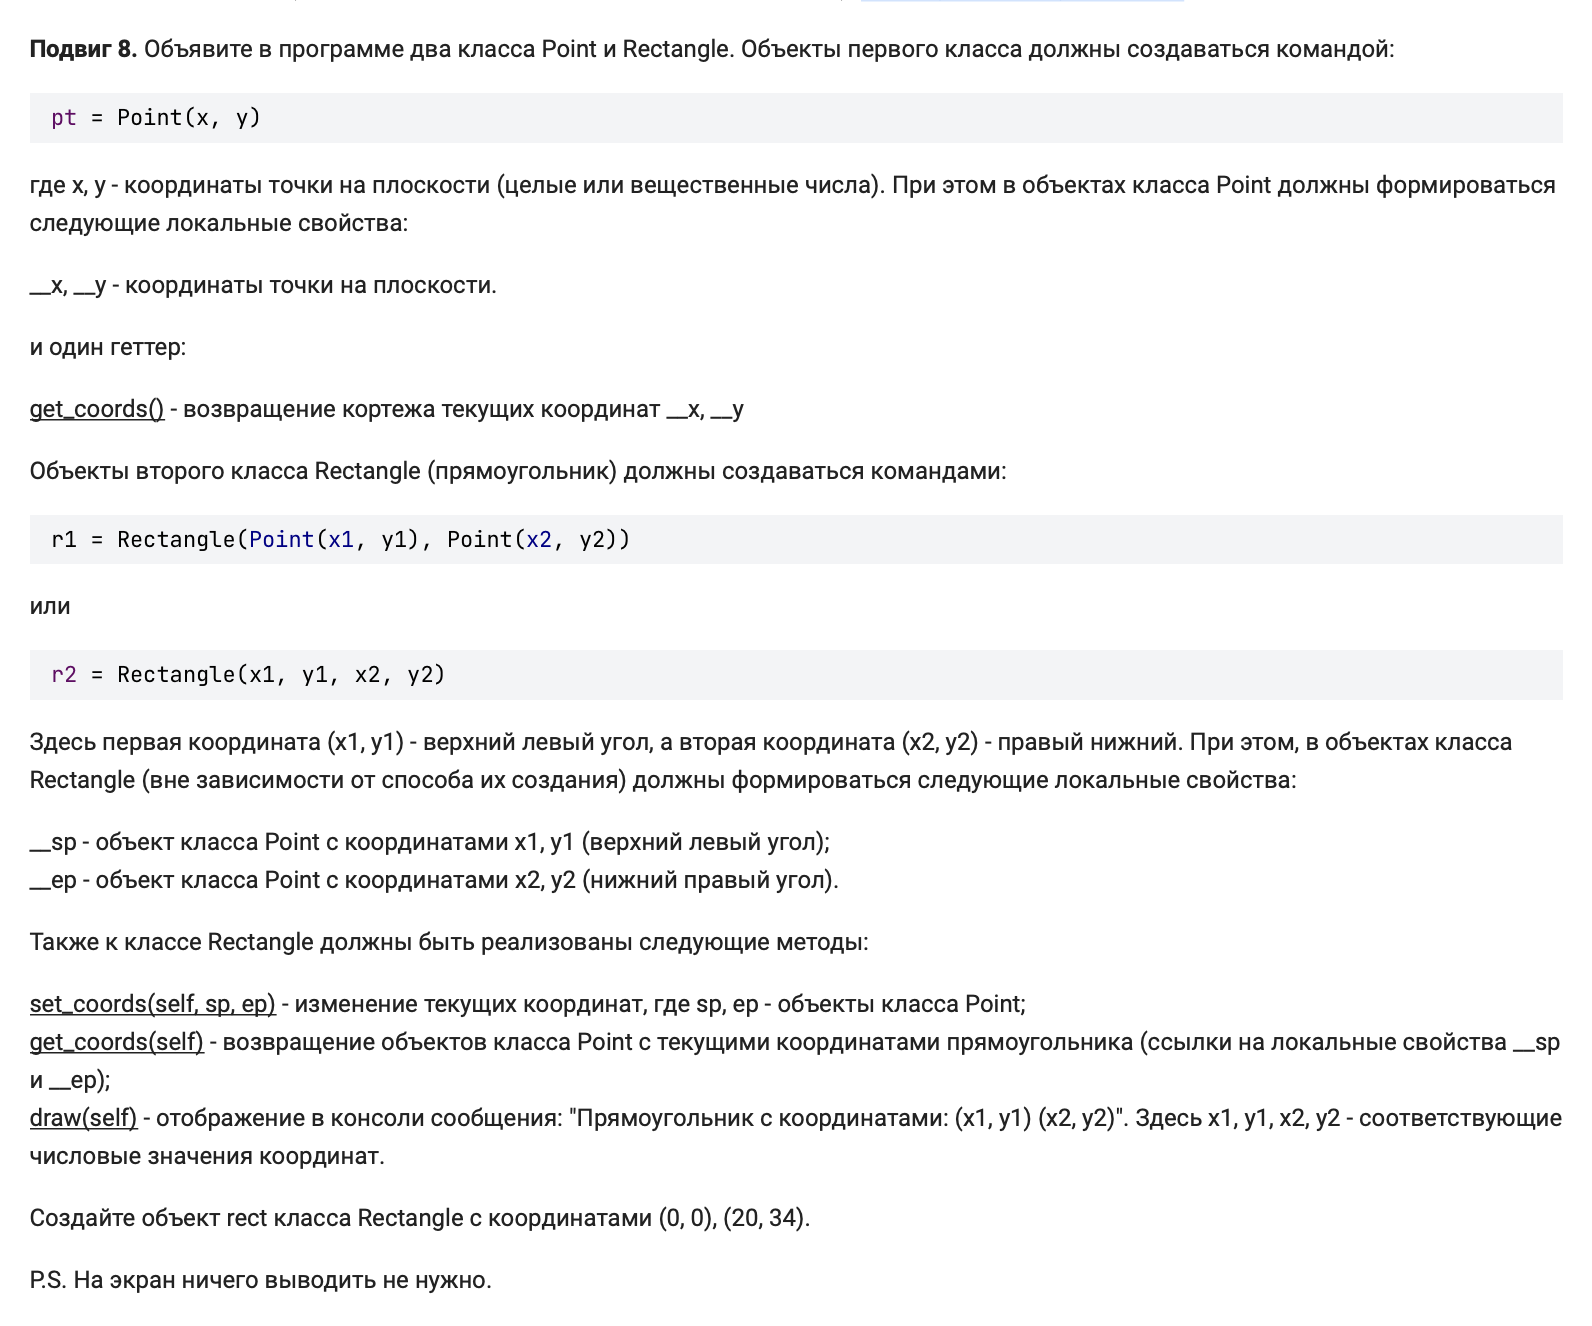 Подвиг 8. Объявите в программе два класса Point и Rectangle. Объекты первого класса должны создаваться командой:
pt = Point(x, y)
где x, y - координаты точки на плоскости (целые или вещественные числа). При этом в объектах класса Point должны формироваться
следующие локальные свойства:
__x, __y - координаты точки на плоскости.
и один геттер:
get_coords() - возвращение кортежа текущих координат __x, __y
Объекты второго класса Rectangle (прямоугольник) должны создаваться командами:
r1 = Rectangle(Point(x1, y1), Point(x2, y2))
или
r2 = Rectangle(x1, y1, x2, y2)
Здесь первая координата (x1, y1) - верхний левый угол, а вторая координата (x2, y2) - правый нижний. При этом, в объектах класса
Rectangle (вне зависимости от способа их создания) должны формироваться следующие локальные свойства:
__sp - объект класса Point с координатами x1, y1 (верхний левый угол);
__ep - объект класса Point с координатами x2, y2 (нижний правый угол).
Также к классе Rectangle должны быть реализованы следующие методы:
set_coords(self, sp, ep) - изменение текущих координат, где sp, ep - объекты класса Point;
get_coords(self) - возвращение объектов класса Point с текущими координатами прямоугольника (ссылки на локальные свойства __sp
и __ep);
draw(self) - отображение в консоли сообщения: "Прямоугольник с координатами: (x1, y1) (x2, y2)". Здесь x1, y1, x2, y2 - соответствующие
числовые значения координат.
Создайте объект rect класса Rectangle с координатами (0, 0), (20, 34).
P.S. На экран ничего выводить не нужно.